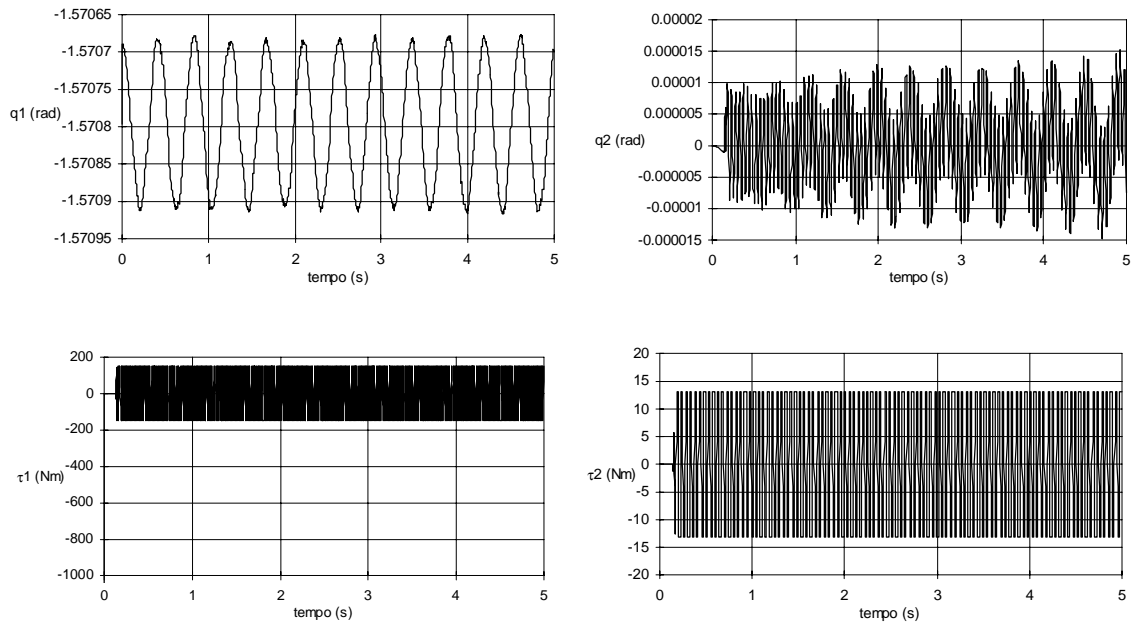 -1.57065
-1.5707
-1.57075
-1.5708
-1.57085
-1.5709
-1.57095
q1 (rad)
0 1 2 3 4 5
tempo (s)
0.00002
0.000015
0.00001
0.000005
0
-0.000005
-0.00001
-0.000015
q2 (rad)
0 1 2 3 4 5
tempo (s)
200
0
-200
-400
-600
-800
-1000
τ1 (Nm)
0 1 2 3 4 5
tempo (s)
20
15
10
5
0
-5
-10
-15
-20
τ2 (Nm)
0 1 2 3 4 5
tempo (s)